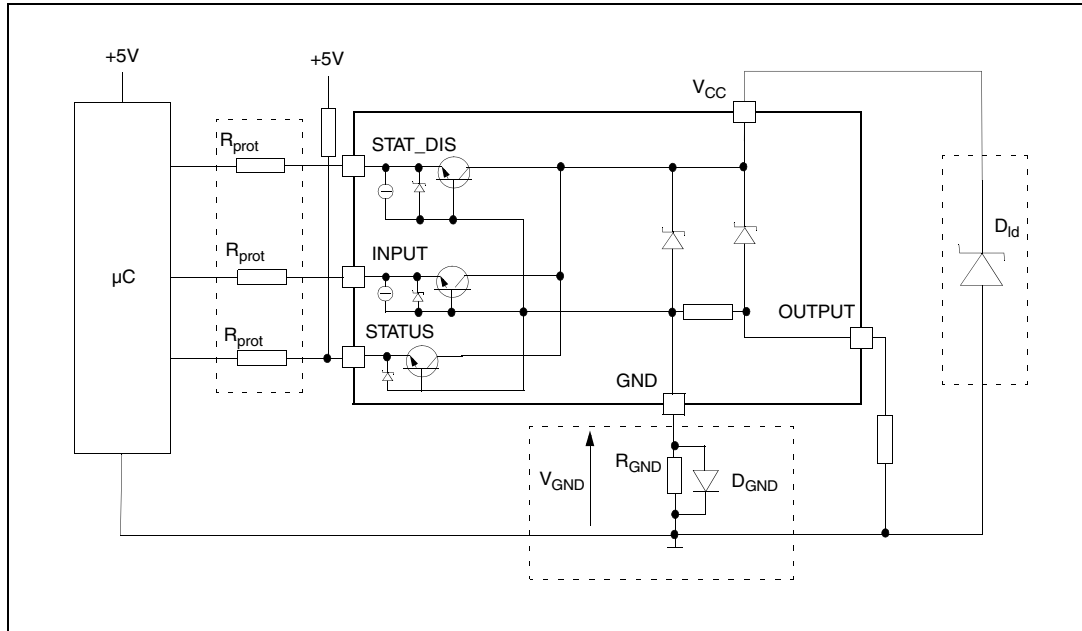 +5V
+5V
V_CC
R_prot
STAT_DIS
D_ld
R_prot
INPUT
µC
OUTPUT
R_prot
STATUS
GND
R_GND
V_GND
D_GND